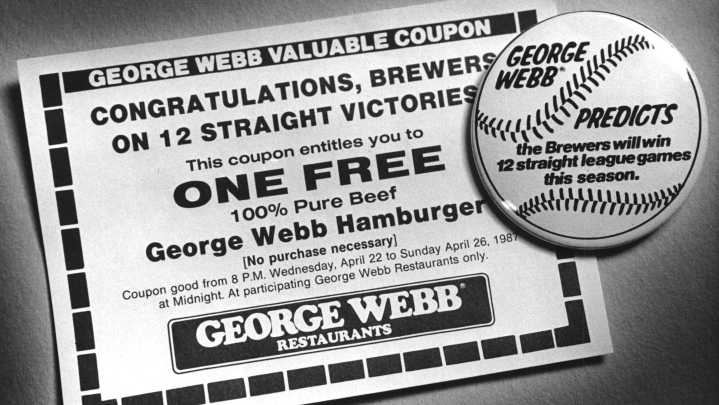 GEORGE WEBB VALUABLE COUPON
CONGRATULATIONS, BREWERS
ON 12 STRAIGHT VICTORIES
This coupon entitles you to
ONE FREE
100% Pure Beef
George Webb Hamburger
[No purchase necessary]
Coupon good from 8 P.M. Wednesday, April 22 to Sunday April 26, 1987
at Midnight. At participating George Webb Restaurants only.
GEORGE WEBB®
RESTAURANTS
GEORGE
WEBB®
PREDICTS
the Brewers will win
12 straight league games
this season.